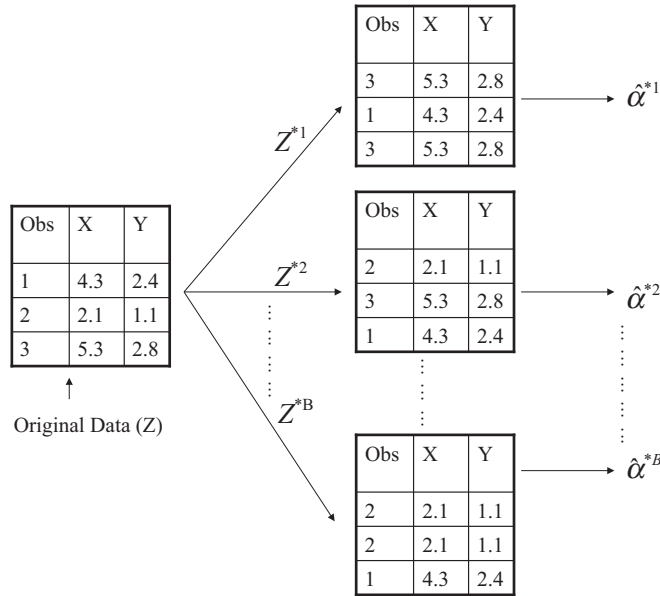 Obs X Y
3 5.3 2.8
1 4.3 2.4
3 5.3 2.8
α̂*1
Z*1
Obs X Y
1 4.3 2.4
2 2.1 1.1
3 5.3 2.8
Original Data (Z)
Z*2
Obs X Y
2 2.1 1.1
3 5.3 2.8
1 4.3 2.4
α̂*2
Z*B
Obs X Y
2 2.1 1.1
2 2.1 1.1
1 4.3 2.4
α̂*B